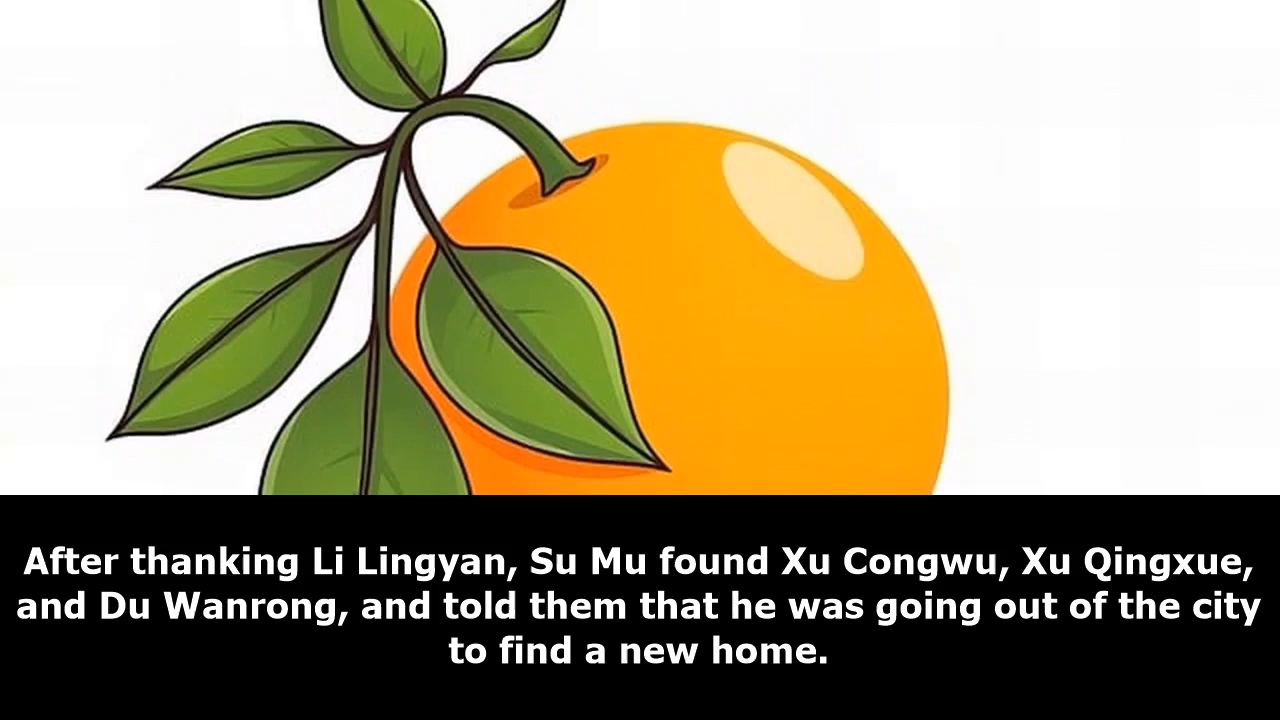 After thanking Li Lingyan, Su Mu found Xu Congwu, Xu Qingxue,
and Du Wanrong, and told them that he was going out of the city
to find a new home.